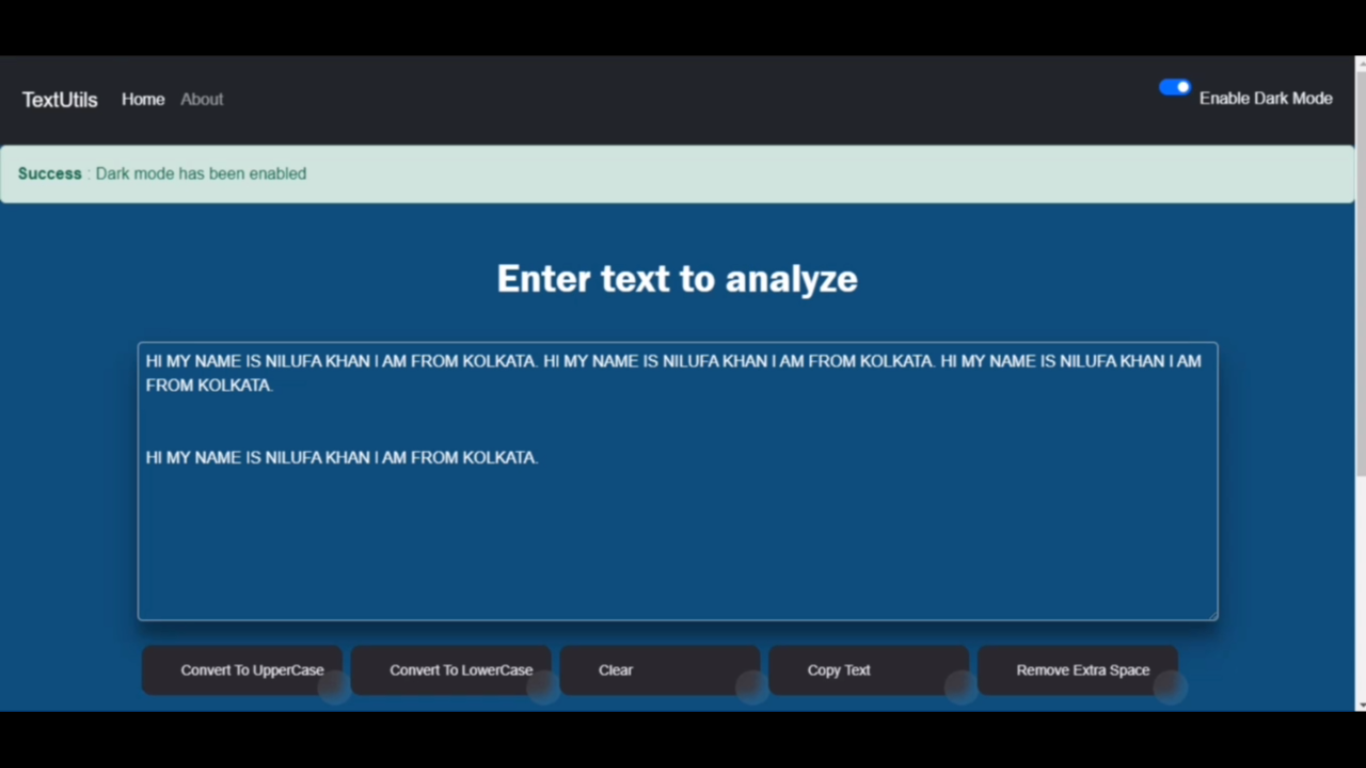 TextUtils Home About Enable Dark Mode
Success : Dark mode has been enabled
Enter text to analyze
HI MY NAME IS NILUFA KHAN I AM FROM KOLKATA. HI MY NAME IS NILUFA KHAN I AM FROM KOLKATA. HI MY NAME IS NILUFA KHAN I AM
FROM KOLKATA.
HI MY NAME IS NILUFA KHAN I AM FROM KOLKATA.
Convert To UpperCase Convert To LowerCase Clear Copy Text Remove Extra Space